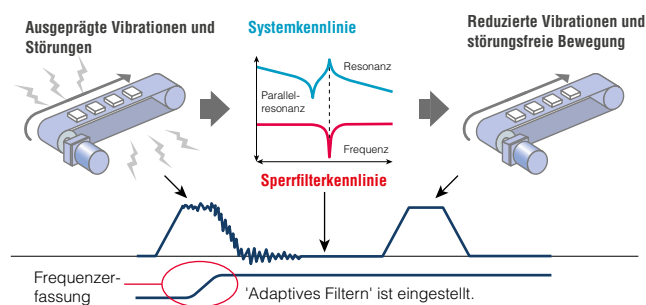 Ausgeprägte Vibrationen und
Störungen
Systemkennlinie
Reduzierte Vibrationen und
störungsfreie Bewegung
Resonanz
Parallel-
resonanz
Frequenz
Sperrfilterkennlinie
Frequenzer-
fassung
'Adaptives Filtern' ist eingestellt.